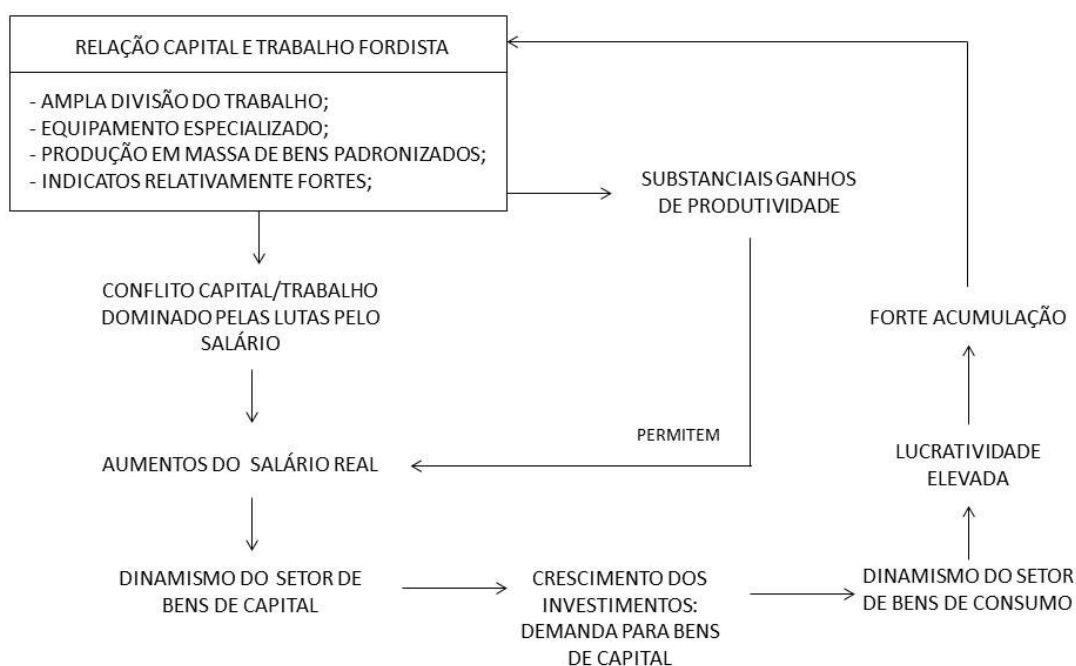 RELAÇÃO CAPITAL E TRABALHO FORDISTA
- AMPLA DIVISÃO DO TRABALHO;
- EQUIPAMENTO ESPECIALIZADO;
- PRODUÇÃO EM MASSA DE BENS PADRONIZADOS;
- INDICATOS RELATIVAMENTE FORTES;
SUBSTANCIAIS GANHOS
DE PRODUTIVIDADE
CONFLITO CAPITAL/TRABALHO
DOMINADO PELAS LUTAS PELO
SALÁRIO
FORTE ACUMULAÇÃO
PERMITEM
AUMENTOS DO SALÁRIO REAL
LUCRATIVIDADE
ELEVADA
DINAMISMO DO SETOR DE
BENS DE CAPITAL
CRESCIMENTO DOS
INVESTIMENTOS:
DEMANDA PARA BENS
DE CAPITAL
DINAMISMO DO SETOR
DE BENS DE CONSUMO